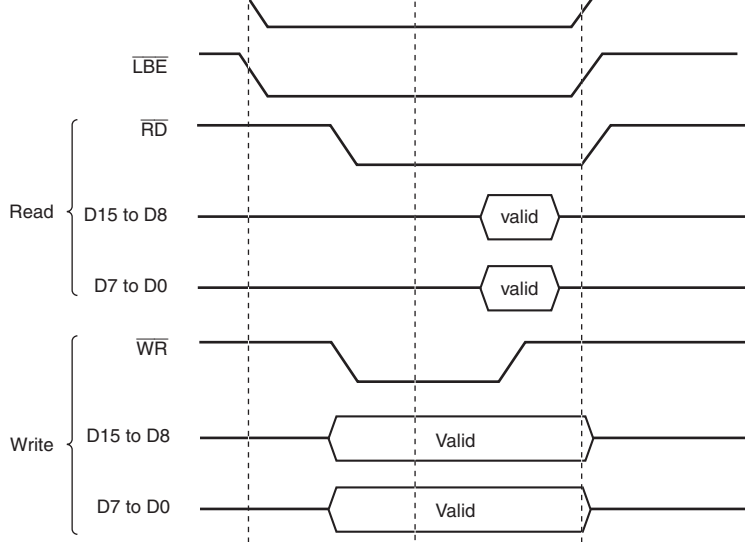 LBE
RD
Read
D15 to D8
valid
D7 to D0
valid
WR
Write
D15 to D8
Valid
D7 to D0
Valid